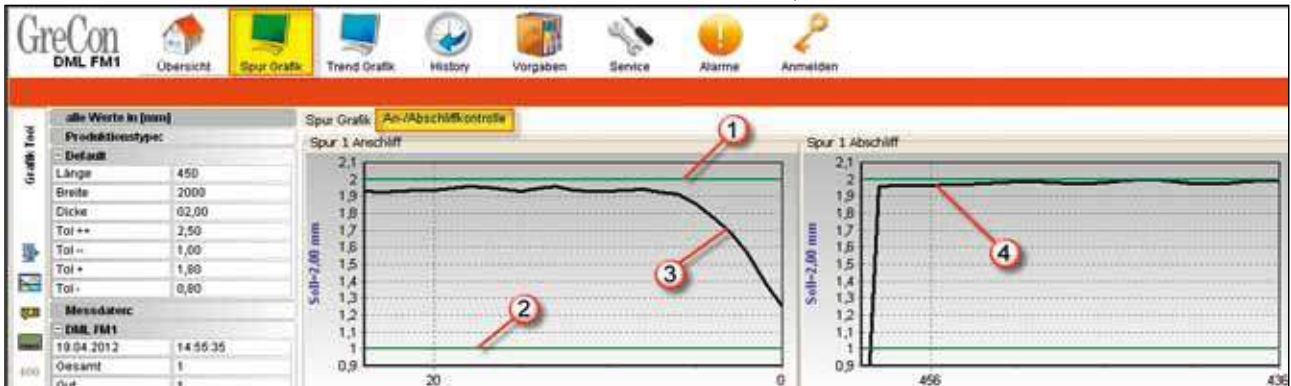 GreCon
DML FM1
Übersicht
Spur Grafik
Trend Grafik
History
Vorgaben
Service
Alarme
Anmelden
Grafik Tool
alle Werte in [mm]
Produktionstype:
Default
Länge 450
Breite 2000
Dicke 02,00
Tol ++ 2,50
Tol -- 1,00
Tol + 1,80
Tol - 0,80
Messdaten:
DML FM1
19.04.2012 14:55:35
Gesamt 1
Gut 1
Spur Grafik An-/Abschliffkontrolle
Spur 1 Anschliff
Soll=2,00 mm
2,1
2
1,9
1,8
1,7
1,6
1,5
1,4
1,3
1,2
1,1
1
0,9
20 0
1
2
3
Spur 1 Abschliff
Soll=2,00 mm
2,1
2
1,9
1,8
1,7
1,6
1,5
1,4
1,3
1,2
1,1
1
0,9
456 436
4